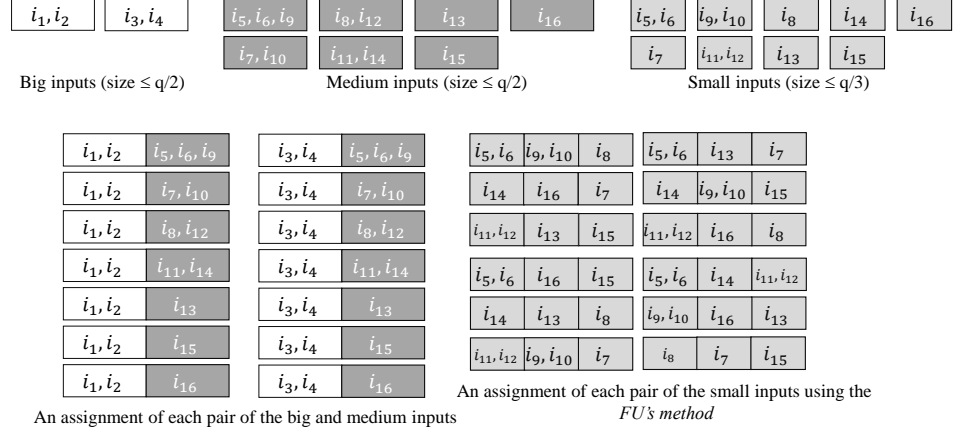 i₁, i₂ i₃, i₄ i₅, i₆, i₉ i₈, i₁₂ i₁₃ i₁₆ i₅, i₆ i₉, i₁₀ i₈ i₁₄ i₁₆
i₇, i₁₀ i₁₁, i₁₄ i₁₅ i₇ i₁₁, i₁₂ i₁₃ i₁₅
Big inputs (size ≤ q/2) Medium inputs (size ≤ q/2) Small inputs (size ≤ q/3)
i₁, i₂ i₅, i₆, i₉ i₃, i₄ i₅, i₆, i₉ i₅, i₆ i₉, i₁₀ i₈ i₅, i₆ i₁₃ i₇
i₁, i₂ i₇, i₁₀ i₃, i₄ i₇, i₁₀ i₁₄ i₁₆ i₇ i₁₄ i₉, i₁₀ i₁₅
i₁, i₂ i₈, i₁₂ i₃, i₄ i₈, i₁₂ i₁₁, i₁₂ i₁₃ i₁₅ i₁₁, i₁₂ i₁₆ i₈
i₁, i₂ i₁₁, i₁₄ i₃, i₄ i₁₁, i₁₄ i₅, i₆ i₁₆ i₁₅ i₅, i₆ i₁₄ i₁₁, i₁₂
i₁, i₂ i₁₃ i₃, i₄ i₁₃ i₁₄ i₁₃ i₈ i₉, i₁₀ i₁₆ i₁₃
i₁, i₂ i₁₅ i₃, i₄ i₁₅ i₁₁, i₁₂ i₉, i₁₀ i₇ i₈ i₇ i₁₅
i₁, i₂ i₁₆ i₃, i₄ i₁₆
An assignment of each pair of the big and medium inputs
An assignment of each pair of the small inputs using the
FU's method